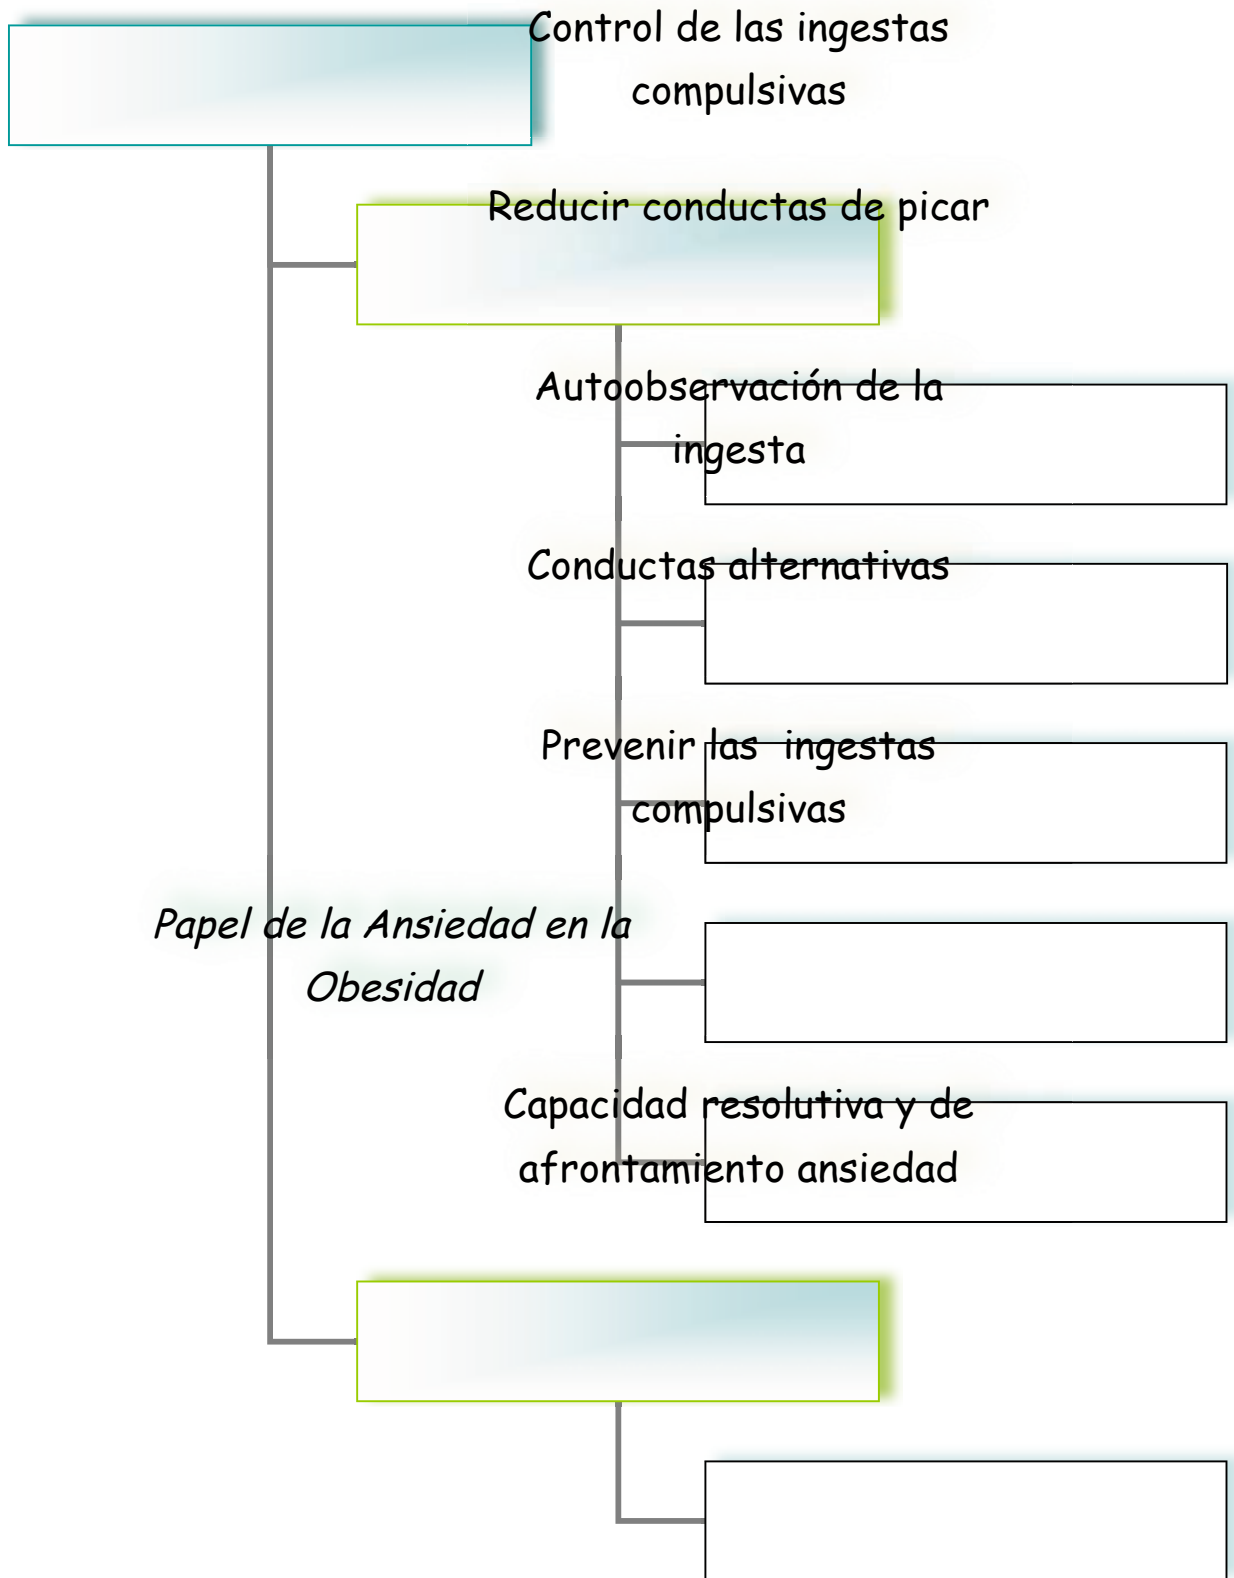 Control de las ingestas
compulsivas
Reducir conductas de picar
Autoobservación de la
ingesta
Conductas alternativas
Prevenir las ingestas
compulsivas
Papel de la Ansiedad en la
Obesidad
Capacidad resolutiva y de
afrontamiento ansiedad